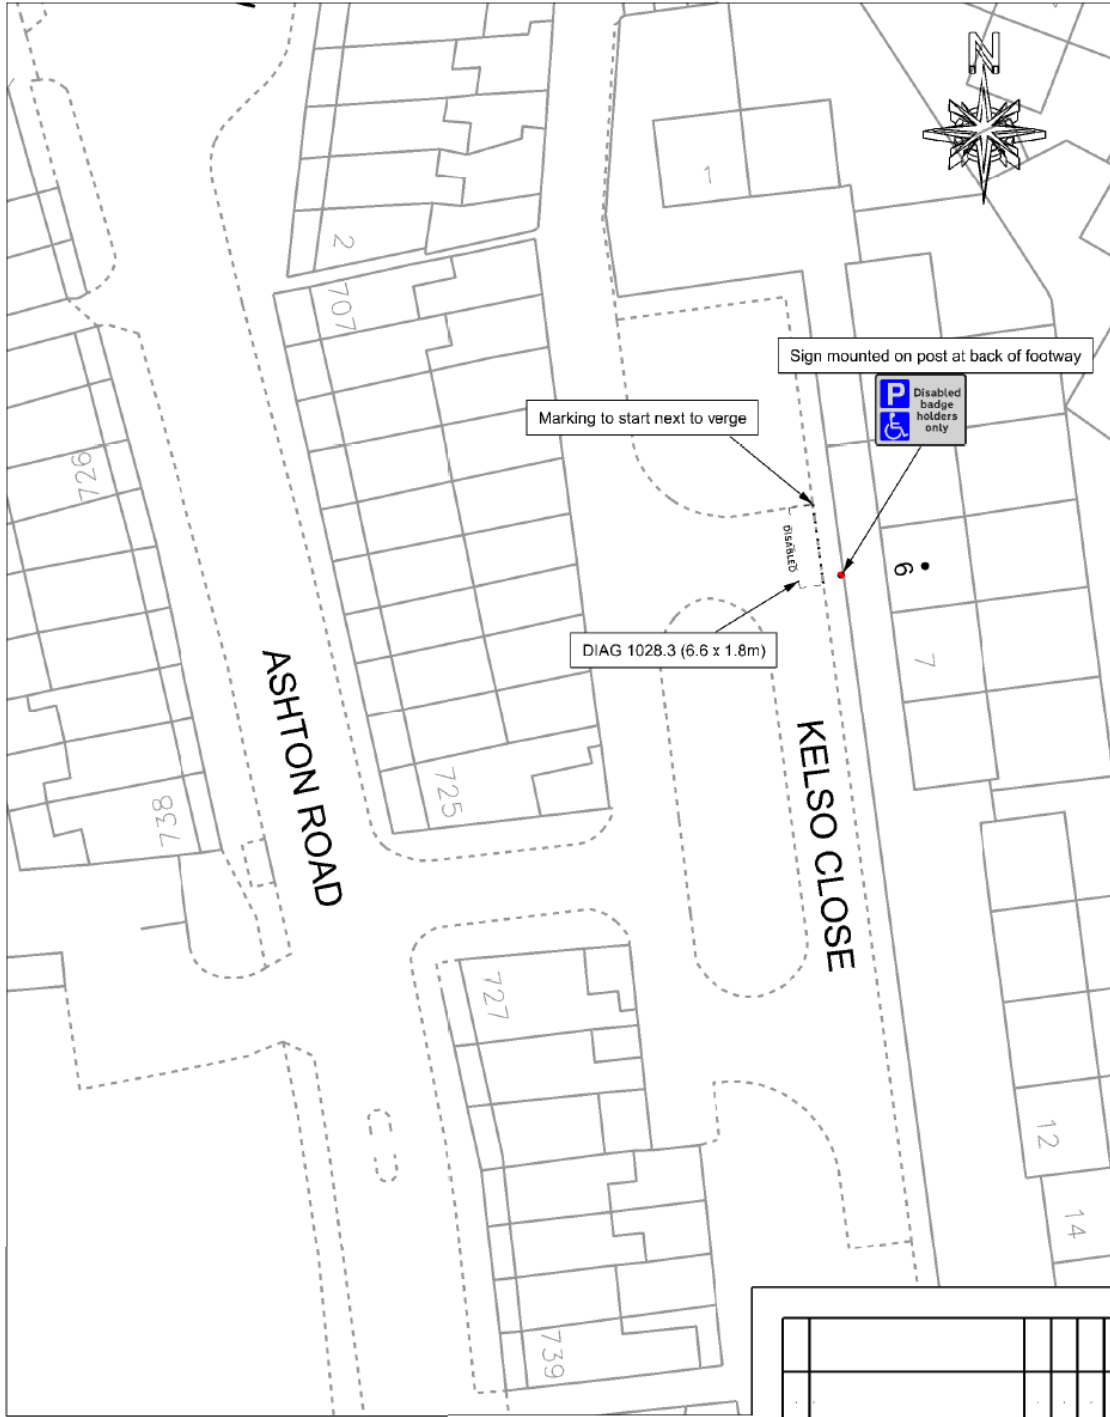 N
1
2
707
Sign mounted on post at back of footway
P
Disabled
badge
holders
only
Marking to start next to verge
726
DISABLED
6
DIAG 1028.3 (6.6 x 1.8m)
7
ASHTON ROAD
KELSO CLOSE
725
738
727
12
14
739